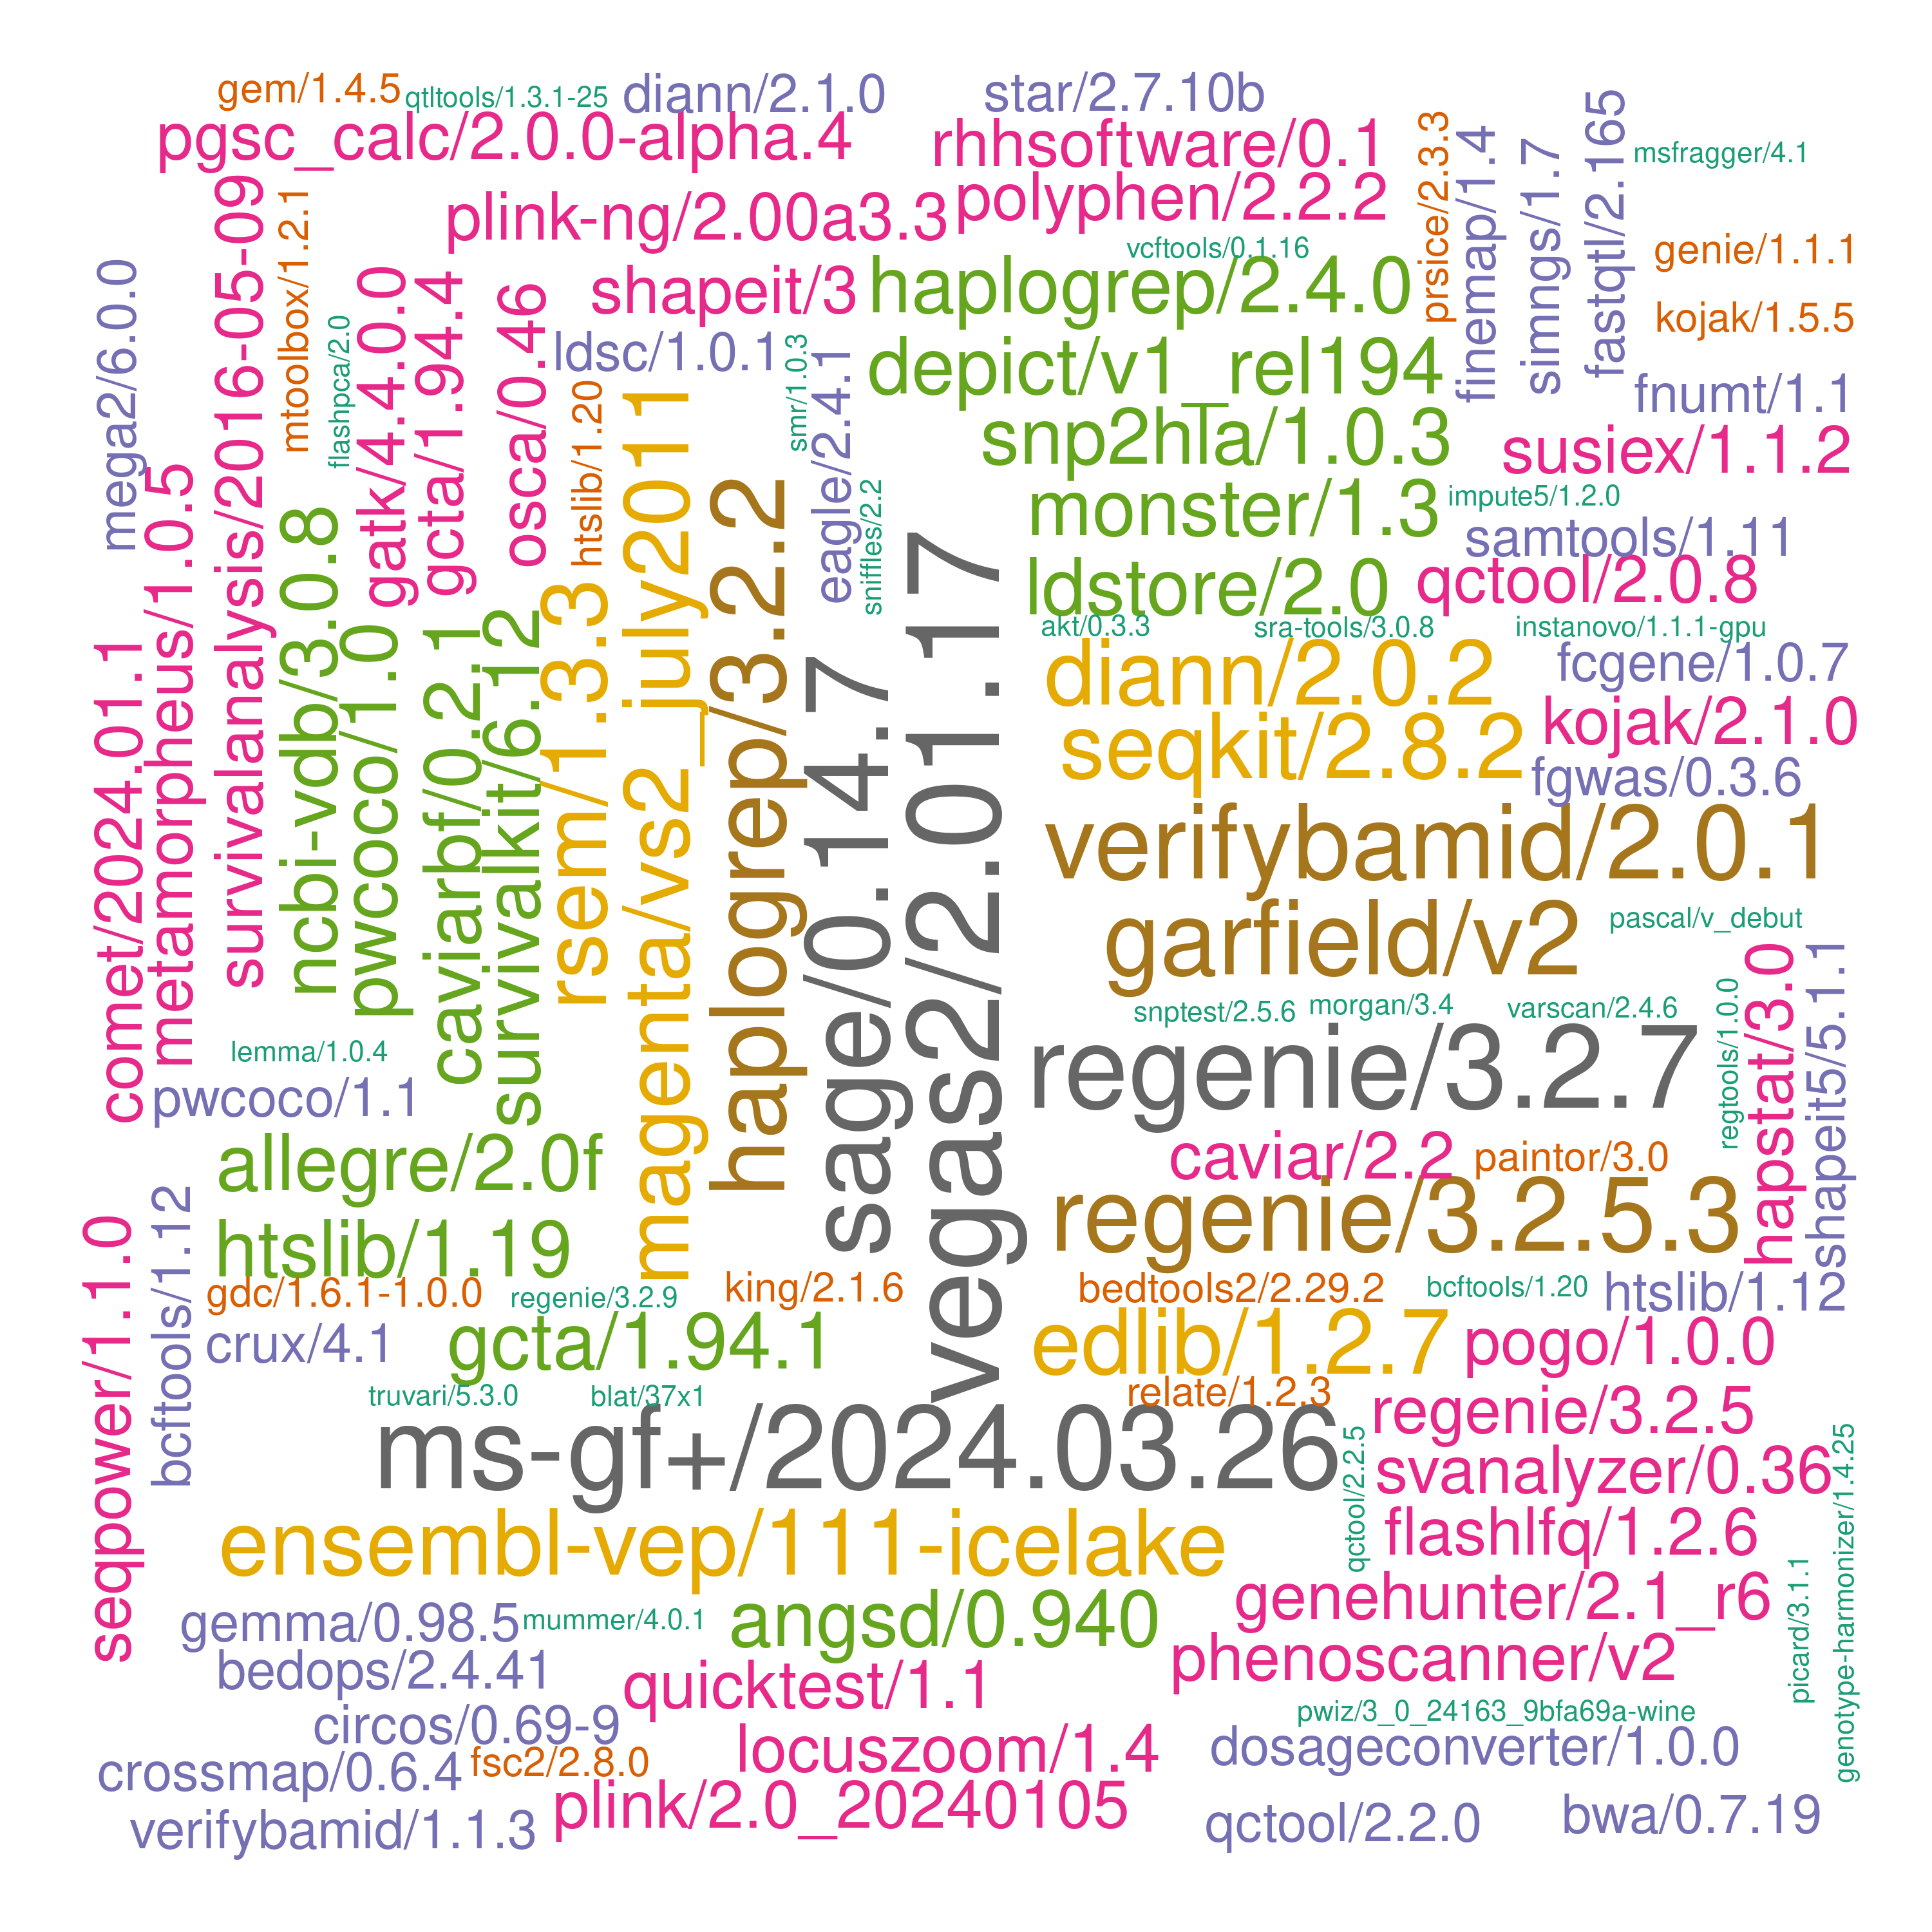 gem/1.4.5
qtltools/1.3.1-25
diann/2.1.0
star/2.7.10b
pgsc_calc/2.0.0-alpha.4
rhhsoftware/0.1
polyphen/2.2.2
plink-ng/2.00a3.3
prsice/2.3.3
finemap/1.4
simngs/1.7
fastqtl/2.165
msfragger/4.1
vcftools/0.1.16
genie/1.1.1
haplogrep/2.4.0
shapeit/3
kojak/1.5.5
mega2/6.0.0
survivalanalysis/2016-05-09
mtoolbox/1.2.1
flashpca/2.0
gatk/4.4.0.0
gcta/1.94.4
osca/0.46
ldsc/1.0.1
htslib/1.20
smr/1.0.3
eagle/2.4.1
sniffles/2.2
depict/v1_rel194
fnumt/1.1
snp2hla/1.0.3
susiex/1.1.2
monster/1.3
impute5/1.2.0
samtools/1.11
ldstore/2.0
qctool/2.0.8
akt/0.3.3
sra-tools/3.0.8
instanovo/1.1.1-gpu
diann/2.0.2
fcgene/1.0.7
seqkit/2.8.2
kojak/2.1.0
fgwas/0.3.6
comet/2024.01.1
metamorpheus/1.0.5
ncbi-vdb/3.0.8
pwcoco/1.0
caviarbf/0.2.1
survivalkit/6.12
rsem/1.3.3
magenta/vs2_july2011
haplogrep/3.2.2
sage/0.14.7
vegas2/2.01.17
verifybamid/2.0.1
garfield/v2
pascal/v_debut
snptest/2.5.6
morgan/3.4
varscan/2.4.6
regtools/1.0.0
hapstat/3.0
shapeit5/5.1.1
regenie/3.2.7
lemma/1.0.4
pwcoco/1.1
caviar/2.2
paintor/3.0
allegre/2.0f
regenie/3.2.5.3
htslib/1.19
seqpower/1.1.0
bcftools/1.12
gdc/1.6.1-1.0.0
regenie/3.2.9
king/2.1.6
bedtools2/2.29.2
bcftools/1.20
htslib/1.12
crux/4.1
gcta/1.94.1
edlib/1.2.7
pogo/1.0.0
truvari/5.3.0
blat/37x1
relate/1.2.3
regenie/3.2.5
ms-gf+/2024.03.26
qctool/2.2.5
svanalyzer/0.36
genotype-harmonizer/1.4.25
ensembl-vep/111-icelake
flashlfq/1.2.6
picard/3.1.1
genehunter/2.1_r6
gemma/0.98.5
mummer/4.0.1
angsd/0.940
phenoscanner/v2
bedops/2.4.41
quicktest/1.1
pwiz/3_0_24163_9bfa69a-wine
circos/0.69-9
locuszoom/1.4
dosageconverter/1.0.0
crossmap/0.6.4
fsc2/2.8.0
plink/2.0_20240105
verifybamid/1.1.3
qctool/2.2.0
bwa/0.7.19